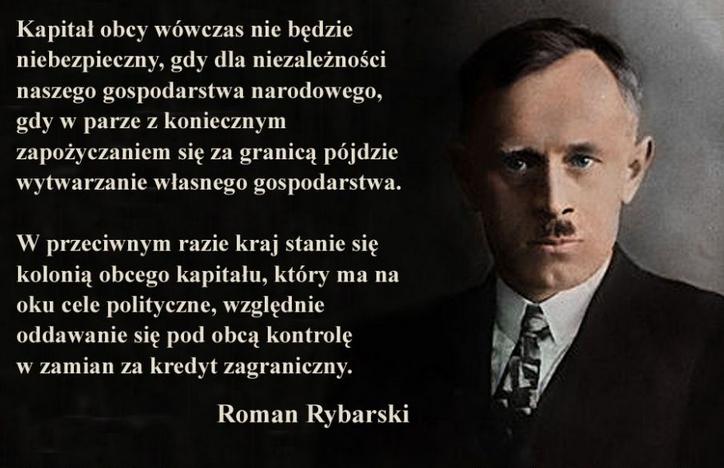 Kapitał obcy wówczas nie będzie
niebezpieczny, gdy dla niezależności
naszego gospodarstwa narodowego,
gdy w parze z koniecznym
zapożyczaniem się za granicą pójdzie
wytwarzanie własnego gospodarstwa.
W przeciwnym razie kraj stanie się
kolonią obcego kapitału, który ma na
oku cele polityczne, względnie
oddawanie się pod obcą kontrolę
w zamian za kredyt zagraniczny.
Roman Rybarski